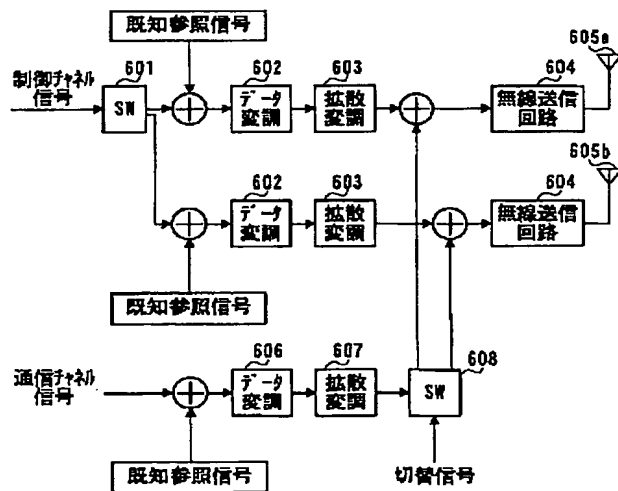 既知参照信号
605a
制御ﾁｬﾈﾙ
信号
601
SW
602
ﾃﾞｰﾀ
変調
603
拡散
変調
604
無線送信
回路
605b
602
ﾃﾞｰﾀ
変調
603
拡散
変調
604
無線送信
回路
既知参照信号
通信ﾁｬﾈﾙ
信号
606
ﾃﾞｰﾀ
変調
607
拡散
変調
SW
608
既知参照信号
切替信号